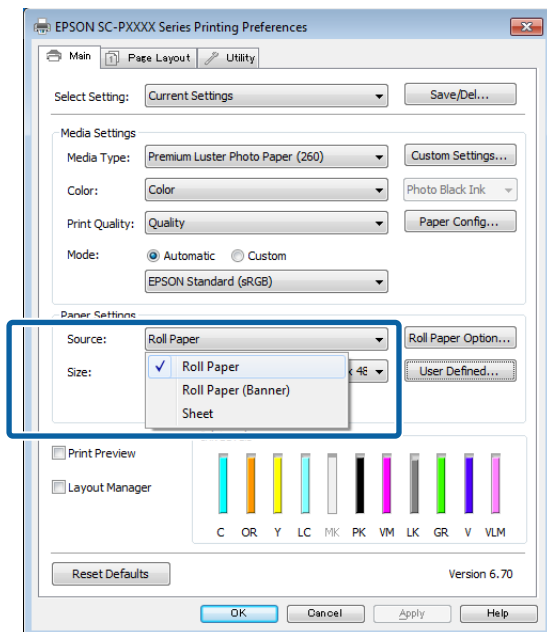 EPSON SC-PXXXX Series Printing Preferences
Main Page Layout Utility
Select Setting: Current Settings Save/Del...
Media Settings
Media Type: Premium Luster Photo Paper (260) Custom Settings...
Color: Color Photo Black Ink
Print Quality: Quality Paper Config...
Mode: Automatic Custom
EPSON Standard (sRGB)
Paper Settings
Source: Roll Paper Roll Paper Option...
Roll Paper
Size: x 48 User Defined...
Roll Paper (Banner)
Sheet
Print Preview
Layout Manager
C OR Y LC MK PK VM LK GR V VLM
Reset Defaults Version 6.70
OK Cancel Apply Help